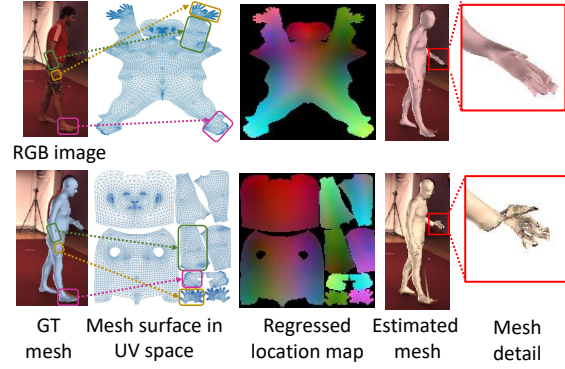 RGB image
GT
mesh
Mesh surface in
UV space
Regressed
location map
Estimated
mesh
Mesh
detail